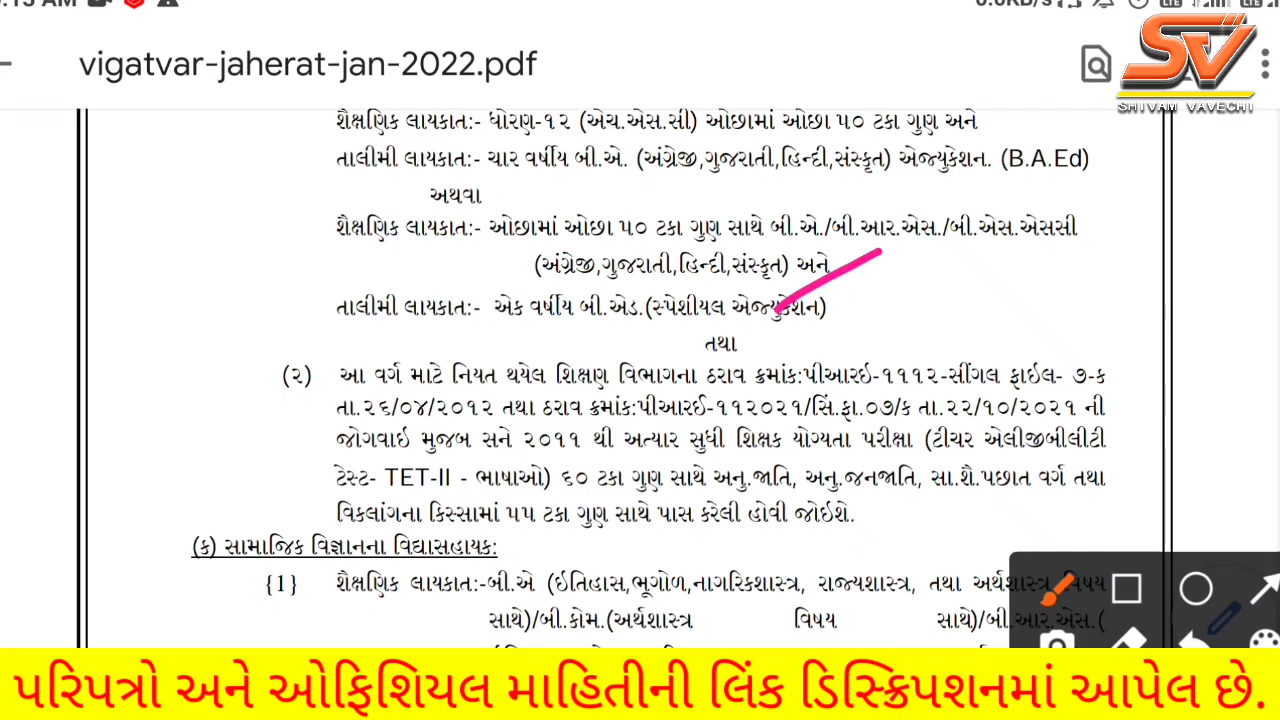 vigatvar-jaherat-jan-2022.pdf
SV
SHIVAM VAVECHI
શૈક્ષણિક લાયકાત:- ધોરણ-૧૨ (એચ.એસ.સી) ઓછામાં ઓછા ૫૦ ટકા ગુણ અને
તાલીમી લાયકાત:- ચાર વર્ષીય બી.એ. (અંગ્રેજી,ગુજરાતી,હિન્દી,સંસ્કૃત) એજ્યુકેશન. (B.A.Ed)
અથવા
શૈક્ષણિક લાયકાત:- ઓછામાં ઓછા ૫૦ ટકા ગુણ સાથે બી.એ./બી.આર.એસ./બી.એસ.એસસી
(અંગ્રેજી,ગુજરાતી,હિન્દી,સંસ્કૃત) અને
તાલીમી લાયકાત:- એક વર્ષીય બી.એડ.(સ્પેશીયલ એજ્યુકેશન)
તથા
(૨) આ વર્ગ માટે નિયત થયેલ શિક્ષણ વિભાગના ઠરાવ ક્રમાંક:પીઆરઇ-૧૧૧૨-સીંગલ ફાઇલ- ૭-ક
તા.૨૬/૦૪/૨૦૧૨ તથા ઠરાવ ક્રમાંક:પીઆરઈ-૧૧૨૦૨૧/સિં.ફા.૦૭/ક તા.૨૨/૧૦/૨૦૨૧ ની
જોગવાઇ મુજબ સને ૨૦૧૧ થી અત્યાર સુધી શિક્ષક યોગ્યતા પરીક્ષા (ટીચર એલીજીબીલીટી
ટેસ્ટ- TET-II - ભાષાઓ) ૬૦ ટકા ગુણ સાથે અનુ.જાતિ, અનુ.જનજાતિ, સા.શૈ.પછાત વર્ગ તથા
વિકલાંગના કિસ્સામાં ૫૫ ટકા ગુણ સાથે પાસ કરેલી હોવી જોઇશે.
(ક) સામાજિક વિજ્ઞાનના વિદ્યાસહાયક:
{1} શૈક્ષણિક લાયકાત:-બી.એ (ઇતિહાસ,ભૂગોળ,નાગરિકશાસ્ત્ર, રાજ્યશાસ્ત્ર, તથા અર્થશાસ્ત્ર વિષય
સાથે)/બી.કોમ.(અર્થશાસ્ત્ર વિષય સાથે)/બી.આર.એસ.(
પરિપત્રો અને ઓફિશિયલ માહિતીની લિંક ડિસ્ક્રિપશનમાં આપેલ છે.